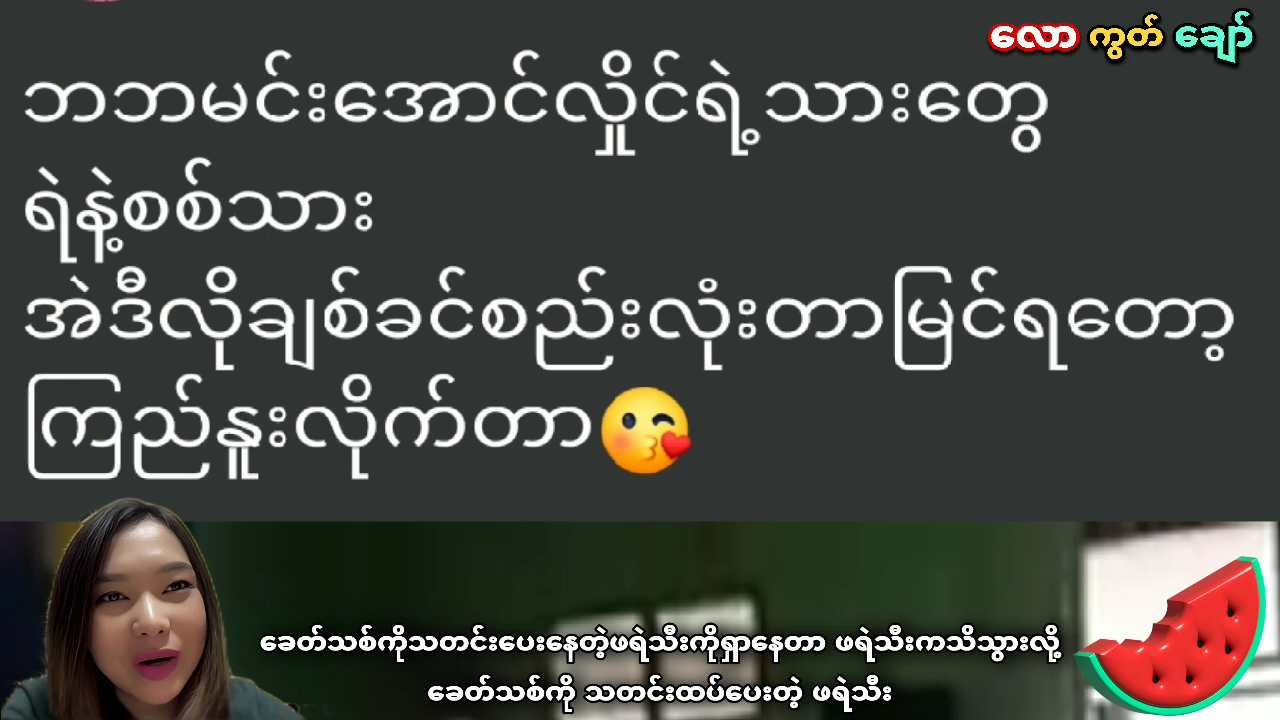 လော ကွတ် ချော်
ဘဘမင်းအောင်လှိုင်ရဲ့သားတွေ
ရဲနဲ့စစ်သား
အဲဒီလိုချစ်ခင်စည်းလုံးတာမြင်ရတော့
ကြည်နူးလိုက်တာ😘
ခေတ်သစ်ကိုသတင်းပေးနေတဲ့ဖရဲသီးကိုရှာနေတာ ဖရဲသီးကသိသွားလို့
ခေတ်သစ်ကို သတင်းထပ်ပေးတဲ့ ဖရဲသီး